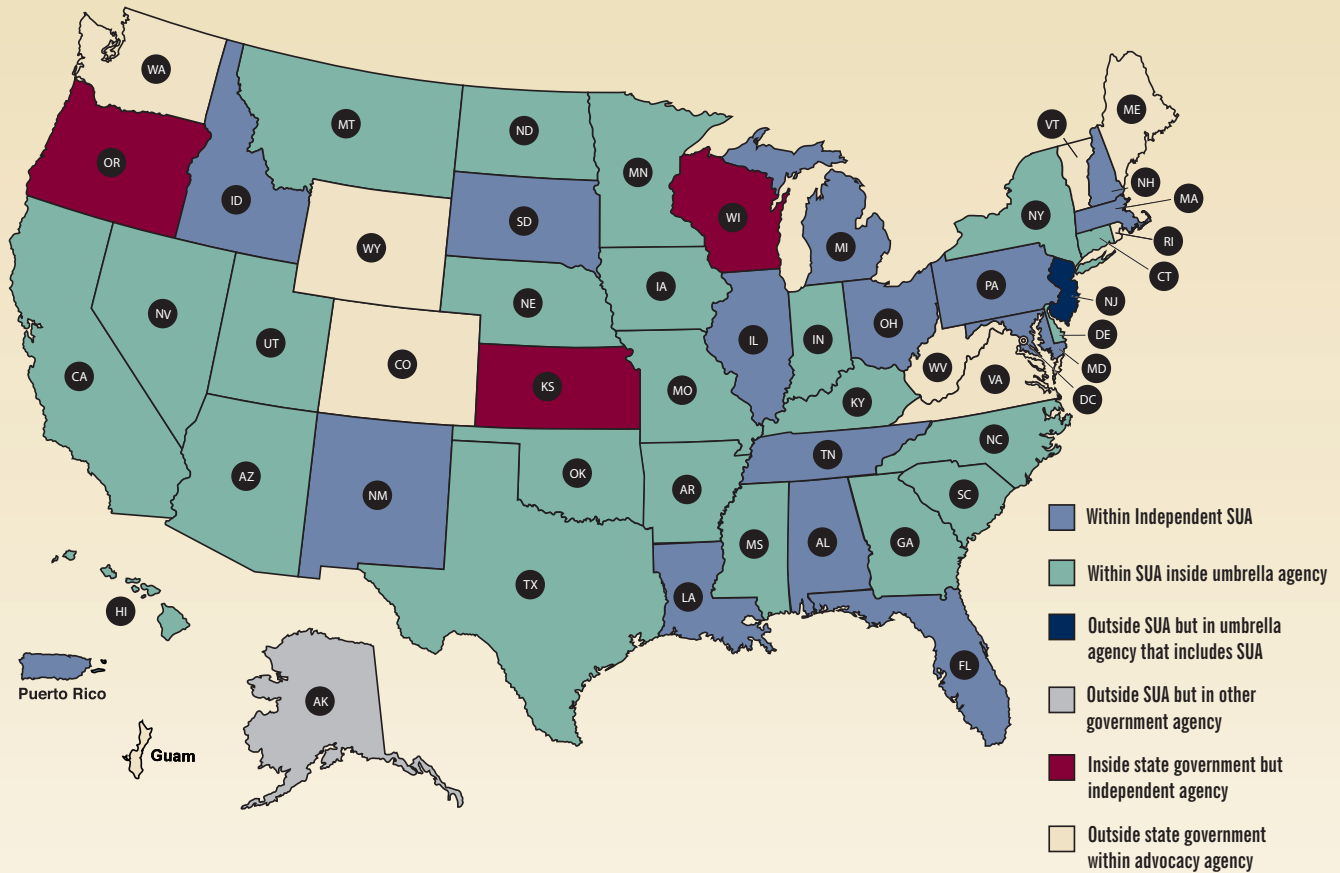 WA
OR
ID
MT
ND
MN
WI
MI
SD
WY
NE
IA
NV
UT
CO
KS
CA
AZ
NM
OK
TX
MO
AR
LA
IL
IN
OH
KY
TN
MS
AL
GA
FL
SC
NC
VA
WV
PA
NY
VT
ME
NH
MA
RI
CT
NJ
DE
MD
DC
HI
AK
Puerto Rico
Guam
Within Independent SUA
Within SUA inside umbrella agency
Outside SUA but in umbrella
agency that includes SUA
Outside SUA but in other
government agency
Inside state government but
independent agency
Outside state government
within advocacy agency